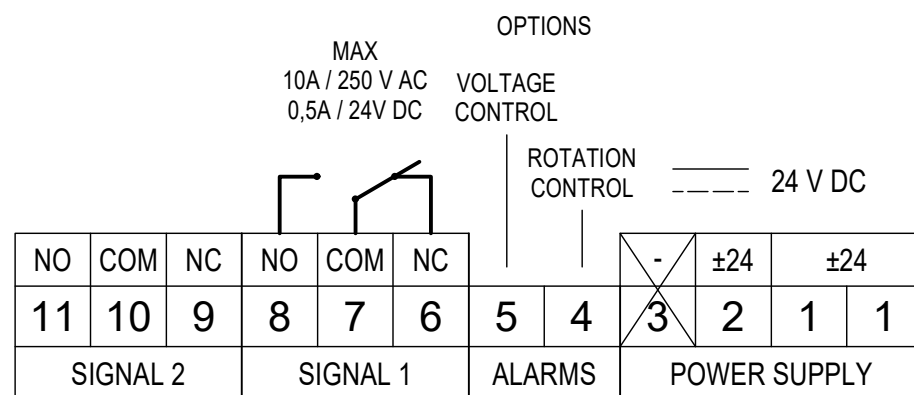 OPTIONS
MAX
10A / 250 V AC
0,5A / 24V DC
VOLTAGE
CONTROL
ROTATION
CONTROL
24 V DC
NO COM NC NO COM NC - ±24 ±24
11 10 9 8 7 6 5 4 3 2 1 1
SIGNAL 2 SIGNAL 1 ALARMS POWER SUPPLY